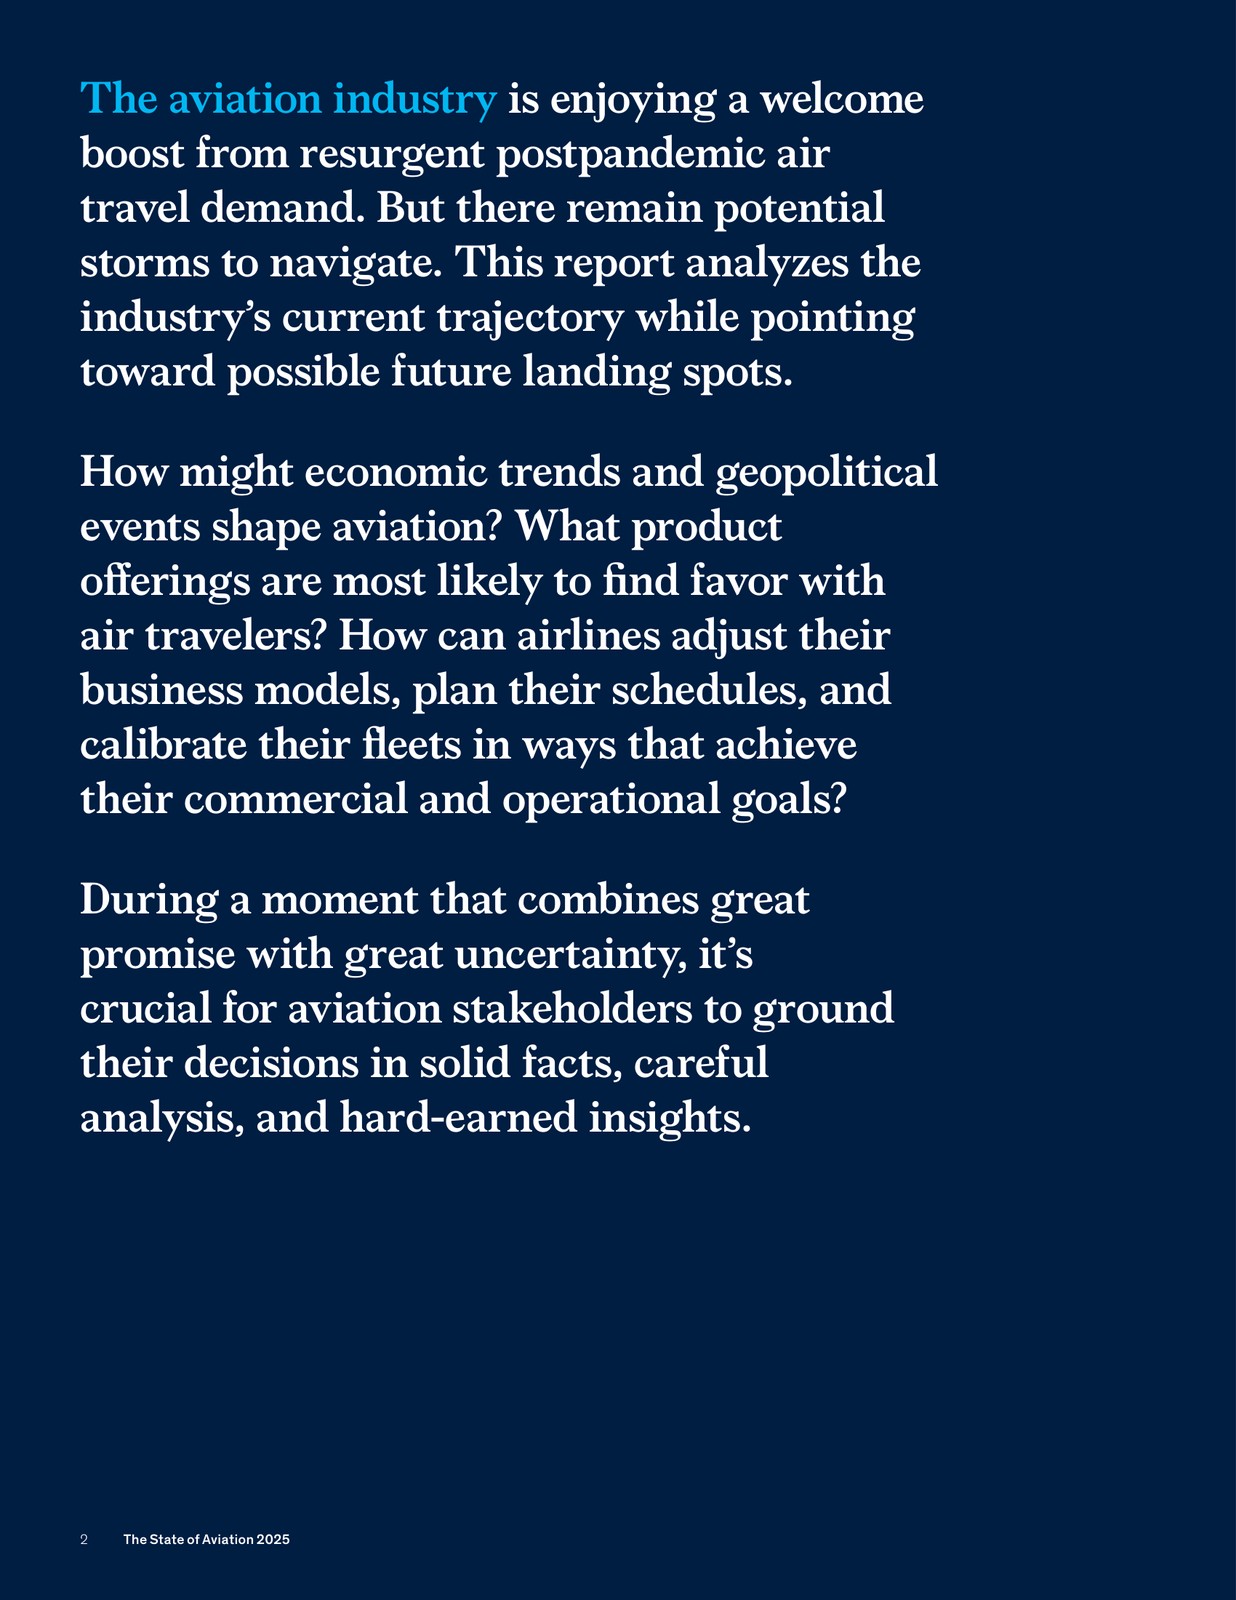 The aviation industry is enjoying a welcome
boost from resurgent postpandemic air
travel demand. But there remain potential
storms to navigate. This report analyzes the
industry’s current trajectory while pointing
toward possible future landing spots.
How might economic trends and geopolitical
events shape aviation? What product
offerings are most likely to find favor with
air travelers? How can airlines adjust their
business models, plan their schedules, and
calibrate their fleets in ways that achieve
their commercial and operational goals?
During a moment that combines great
promise with great uncertainty, it’s
crucial for aviation stakeholders to ground
their decisions in solid facts, careful
analysis, and hard-earned insights.
2 The State of Aviation 2025